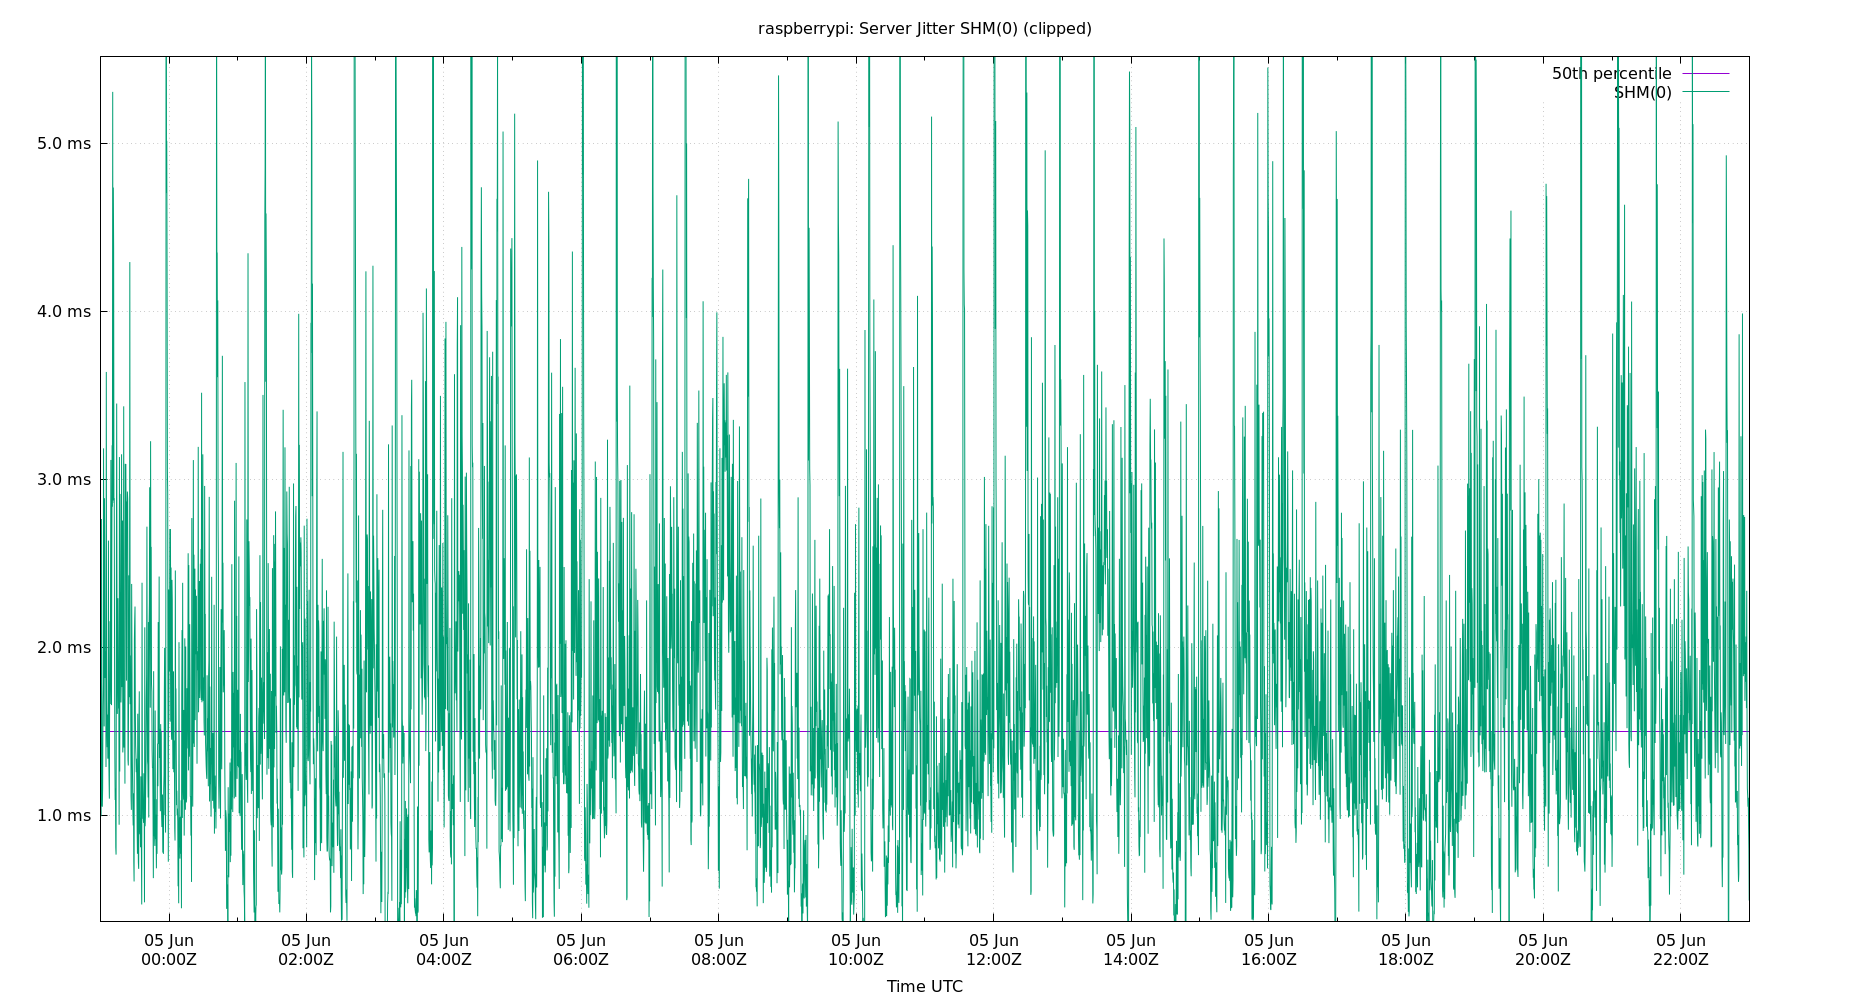 raspberrypi: Server Jitter SHM(0) (clipped)
50th percentile
SHM(0)
5.0 ms
4.0 ms
3.0 ms
2.0 ms
1.0 ms
05 Jun 05 Jun 05 Jun 05 Jun 05 Jun 05 Jun 05 Jun 05 Jun 05 Jun 05 Jun 05 Jun 05 Jun
00:00Z 02:00Z 04:00Z 06:00Z 08:00Z 10:00Z 12:00Z 14:00Z 16:00Z 18:00Z 20:00Z 22:00Z
Time UTC